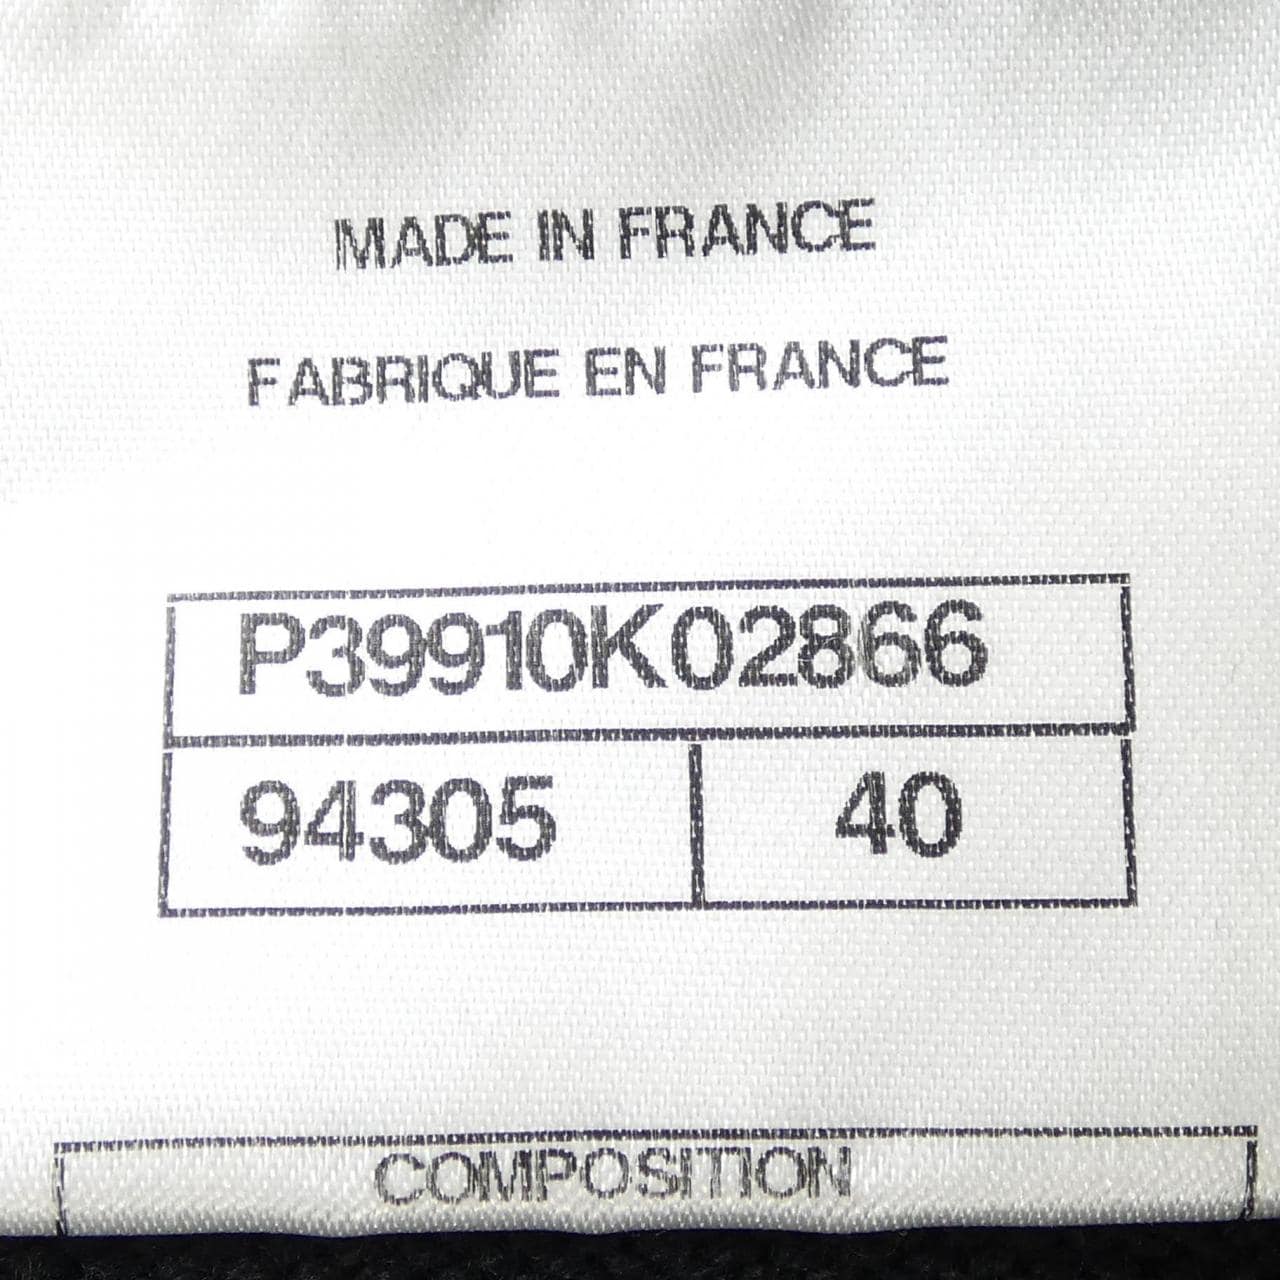 MADE IN FRANCE
FABRIQUE EN FRANCE
P39910K02866
94305 40
COMPOSITION